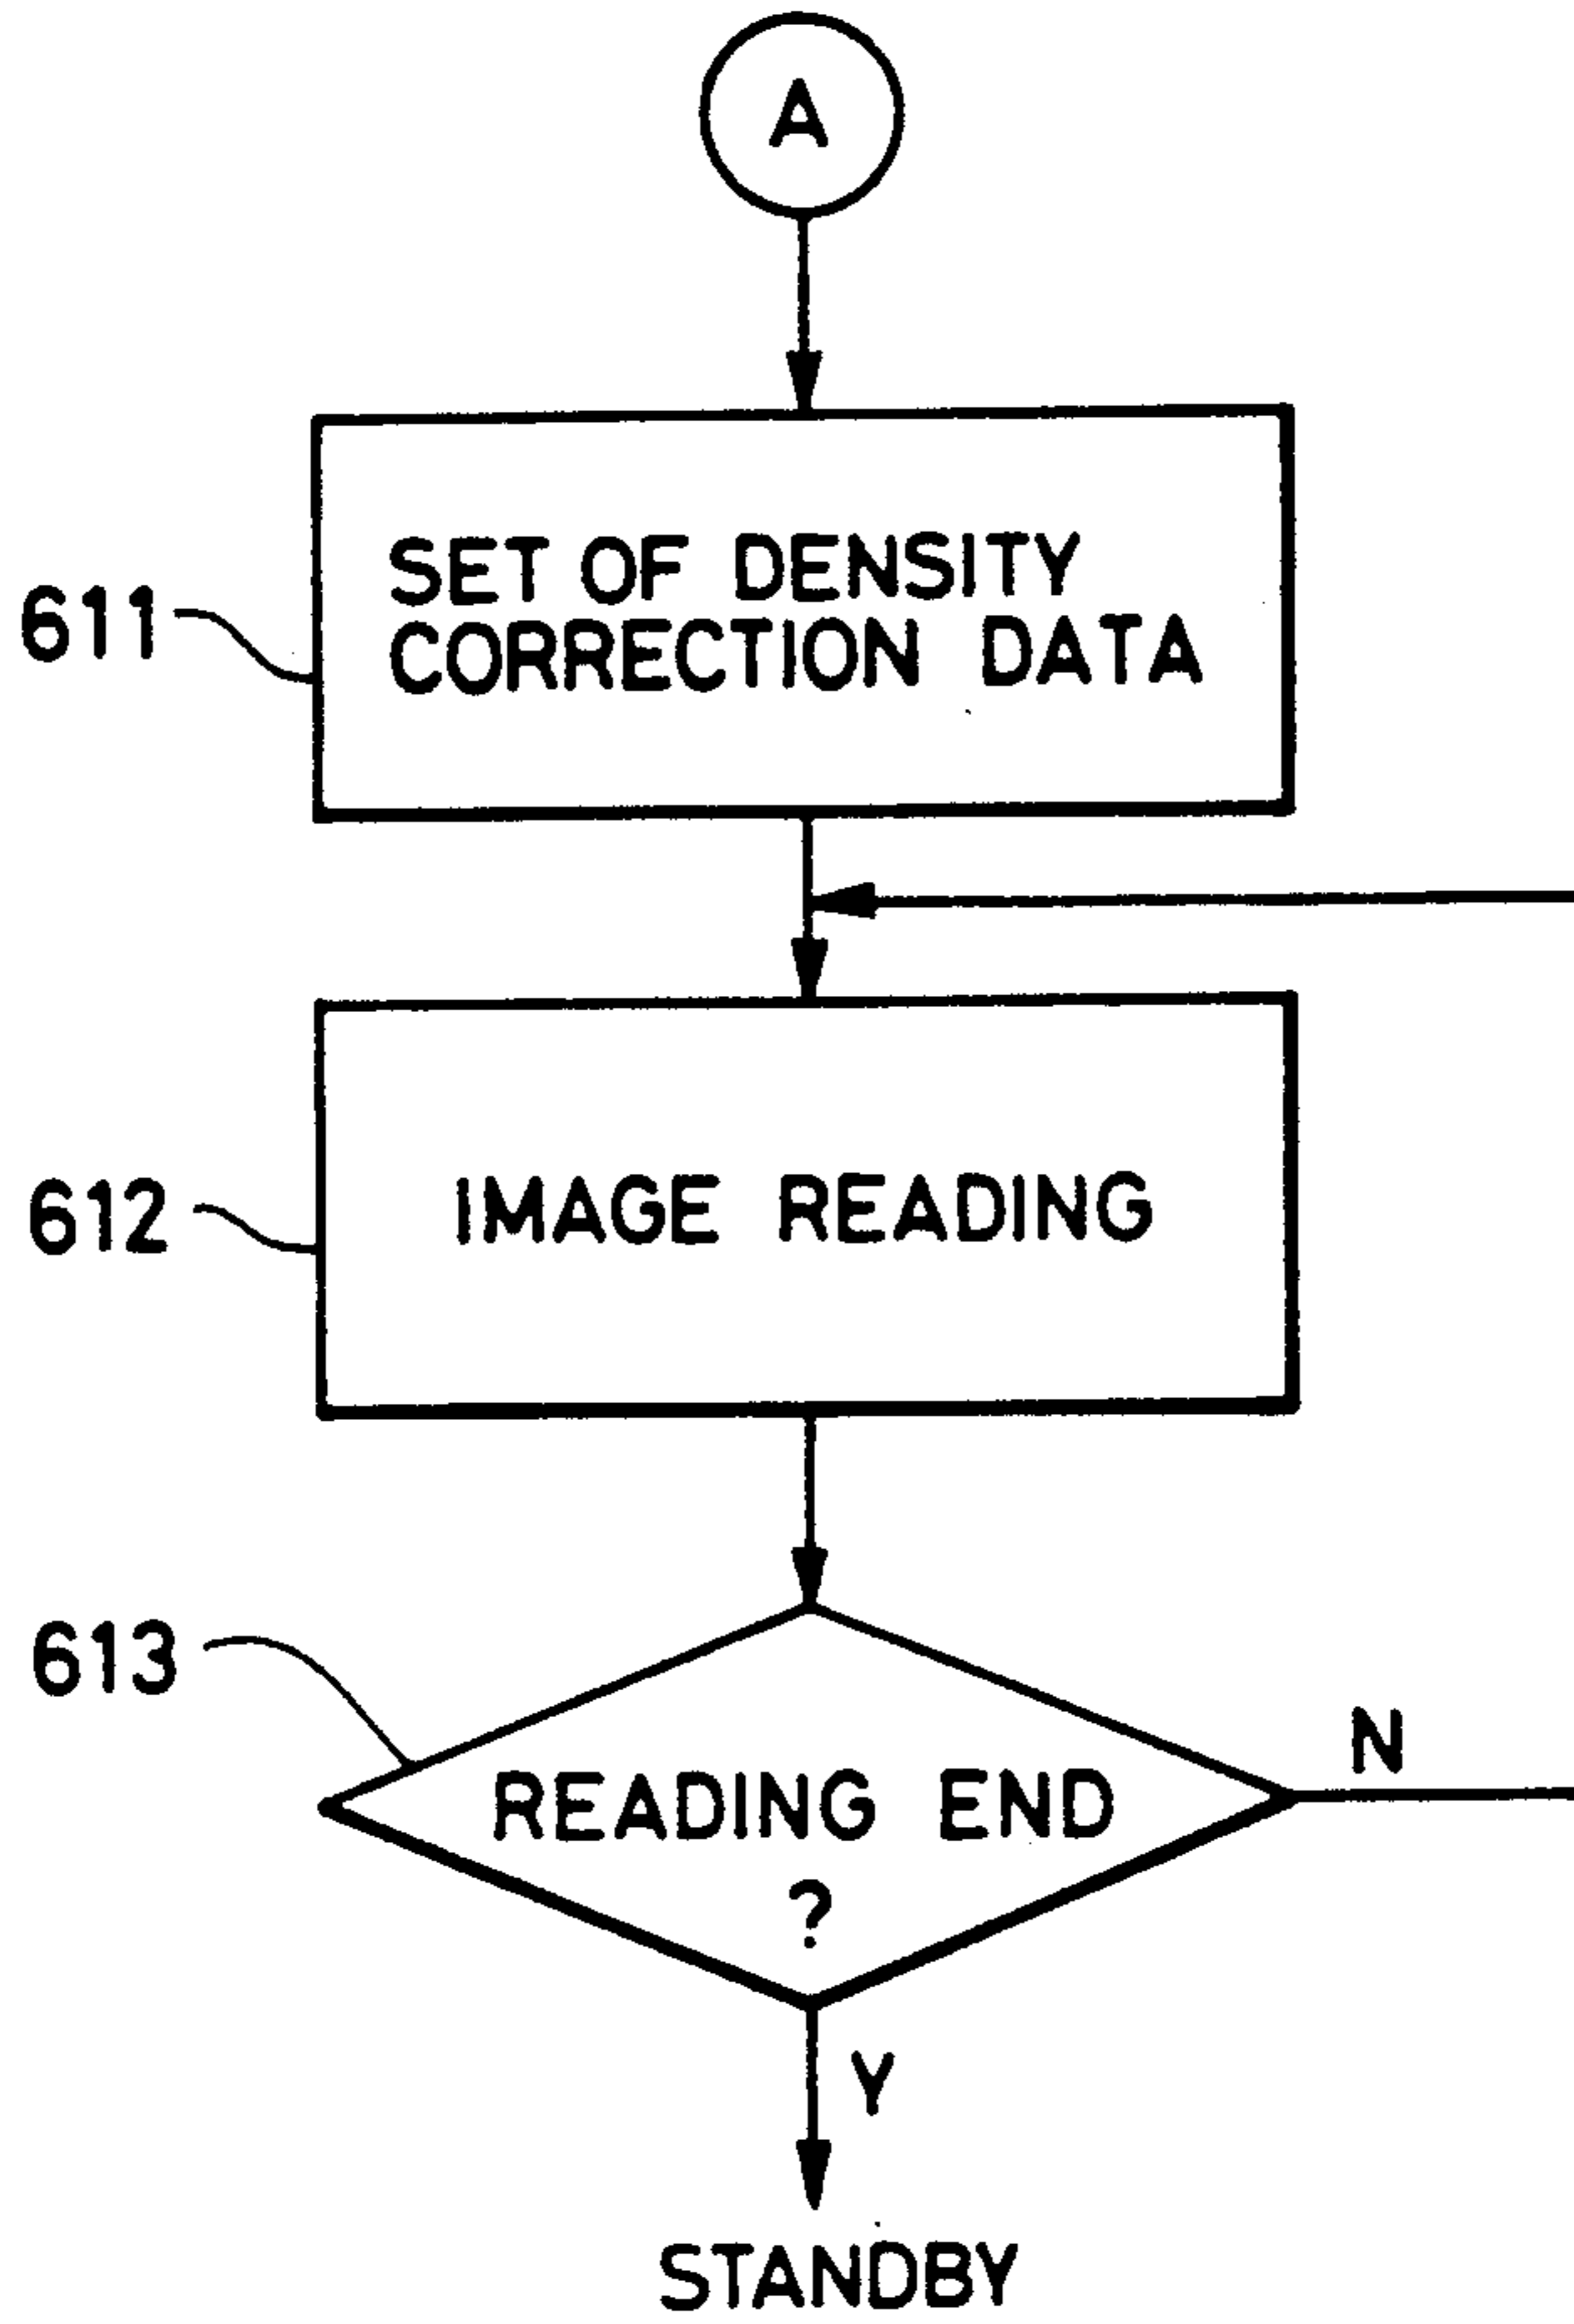 A
SET OF DENSITY
CORRECTION DATA
611
IMAGE READING
612
613
READING END
?
N
Y
STANDBY